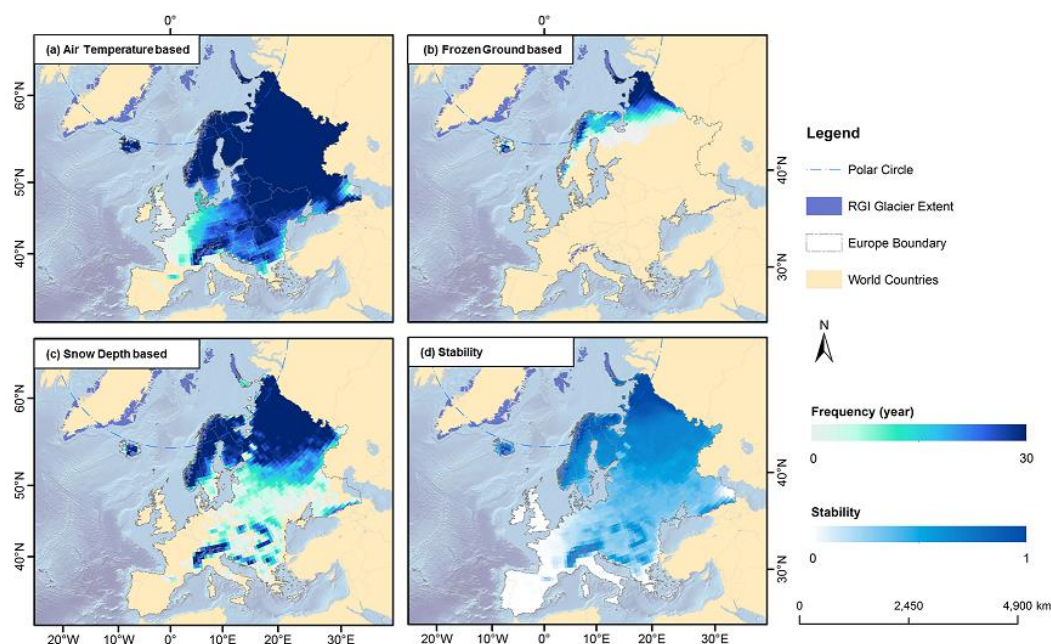 0°
0°
(a) Air Temperature based
(b) Frozen Ground based
60°N
50°N
40°N
40°N
30°N
(c) Snow Depth based
(d) Stability
60°N
50°N
40°N
40°N
30°N
20°W
10°W
0°
10°E
20°E
30°E
20°W
10°W
0°
10°E
20°E
30°E
Legend
Polar Circle
RGI Glacier Extent
Europe Boundary
World Countries
N
Frequency (year)
0
30
Stability
0
1
0
2,450
4,900 km